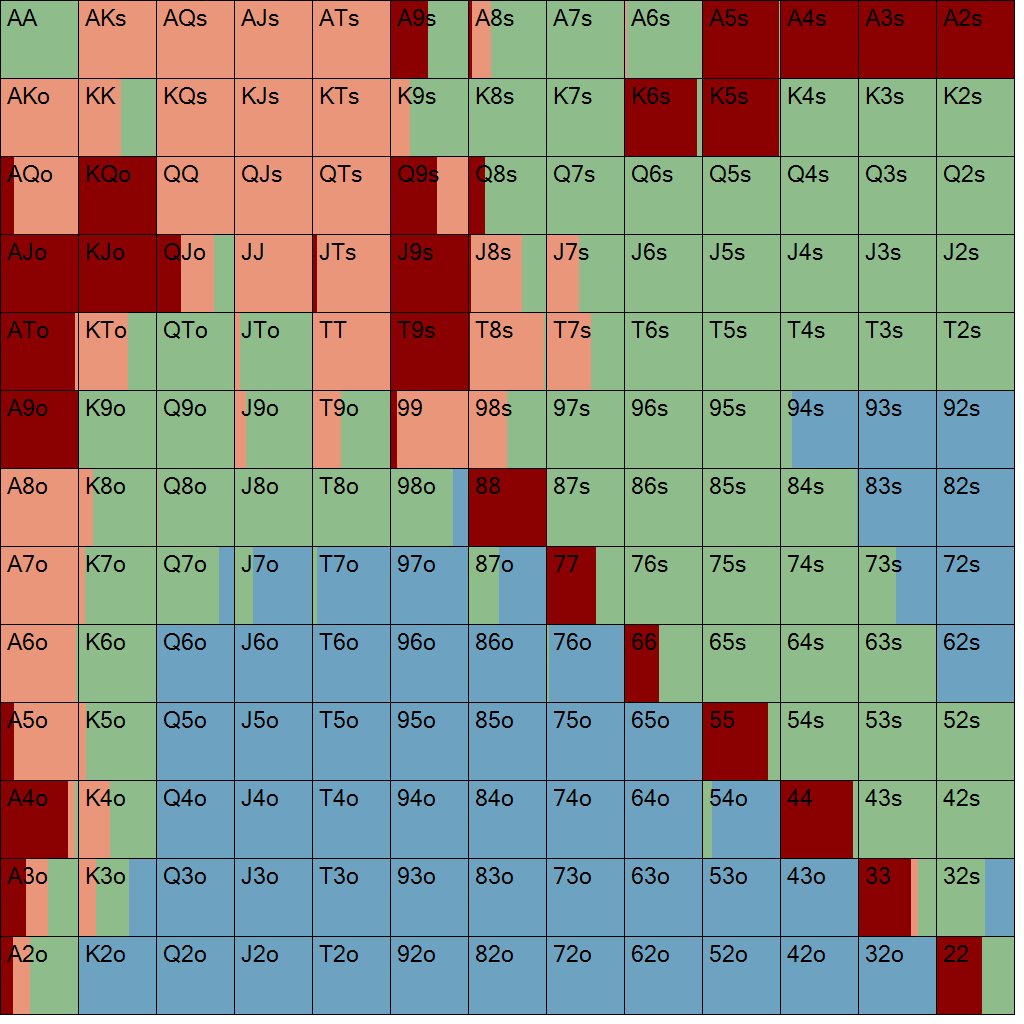 AA AKs AQs AJs ATs A9s A8s A7s A6s A5s A4s A3s A2s
AKo KK KQs KJs KTs K9s K8s K7s K6s K5s K4s K3s K2s
AQo KQo QQ QJs QTs Q9s Q8s Q7s Q6s Q5s Q4s Q3s Q2s
AJo KJo QJo JJ JTs J9s J8s J7s J6s J5s J4s J3s J2s
ATo KTo QTo JTo TT T9s T8s T7s T6s T5s T4s T3s T2s
A9o K9o Q9o J9o T9o 99 98s 97s 96s 95s 94s 93s 92s
A8o K8o Q8o J8o T8o 98o 88 87s 86s 85s 84s 83s 82s
A7o K7o Q7o J7o T7o 97o 87o 77 76s 75s 74s 73s 72s
A6o K6o Q6o J6o T6o 96o 86o 76o 66 65s 64s 63s 62s
A5o K5o Q5o J5o T5o 95o 85o 75o 65o 55 54s 53s 52s
A4o K4o Q4o J4o T4o 94o 84o 74o 64o 54o 44 43s 42s
A3o K3o Q3o J3o T3o 93o 83o 73o 63o 53o 43o 33 32s
A2o K2o Q2o J2o T2o 92o 82o 72o 62o 52o 42o 32o 22